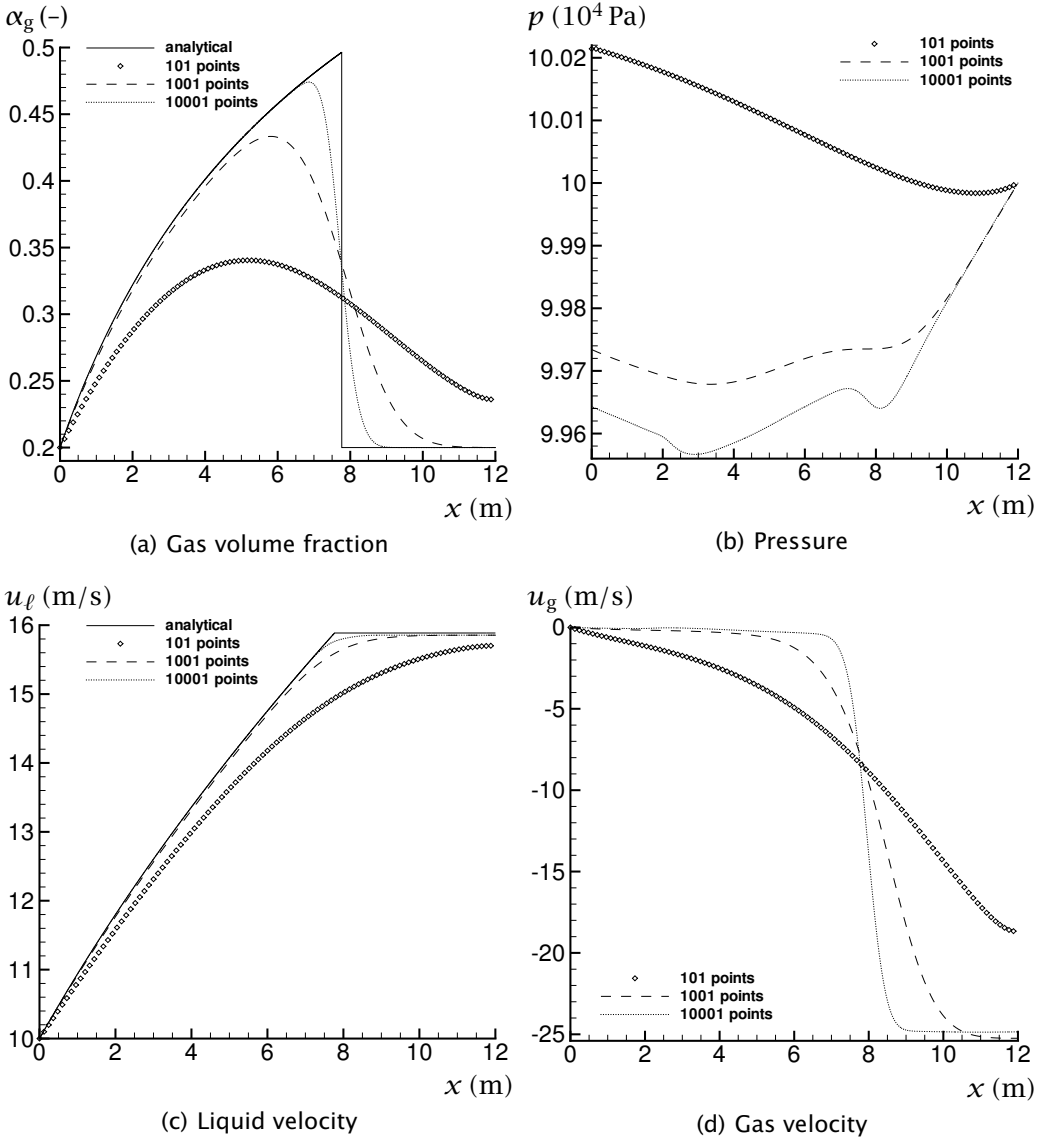 αg (–)
0.5
0.45
0.4
0.35
0.3
0.25
0.2
0 2 4 6 8 10 12
analytical
101 points
1001 points
10001 points
x (m)
(a) Gas volume fraction
p (10⁴ Pa)
10.02
10.01
10
9.99
9.98
9.97
9.96
0 2 4 6 8 10 12
101 points
1001 points
10001 points
x (m)
(b) Pressure
uℓ (m/s)
16
15
14
13
12
11
10
0 2 4 6 8 10 12
analytical
101 points
1001 points
10001 points
x (m)
(c) Liquid velocity
ug (m/s)
0
-5
-10
-15
-20
-25
0 2 4 6 8 10 12
101 points
1001 points
10001 points
x (m)
(d) Gas velocity